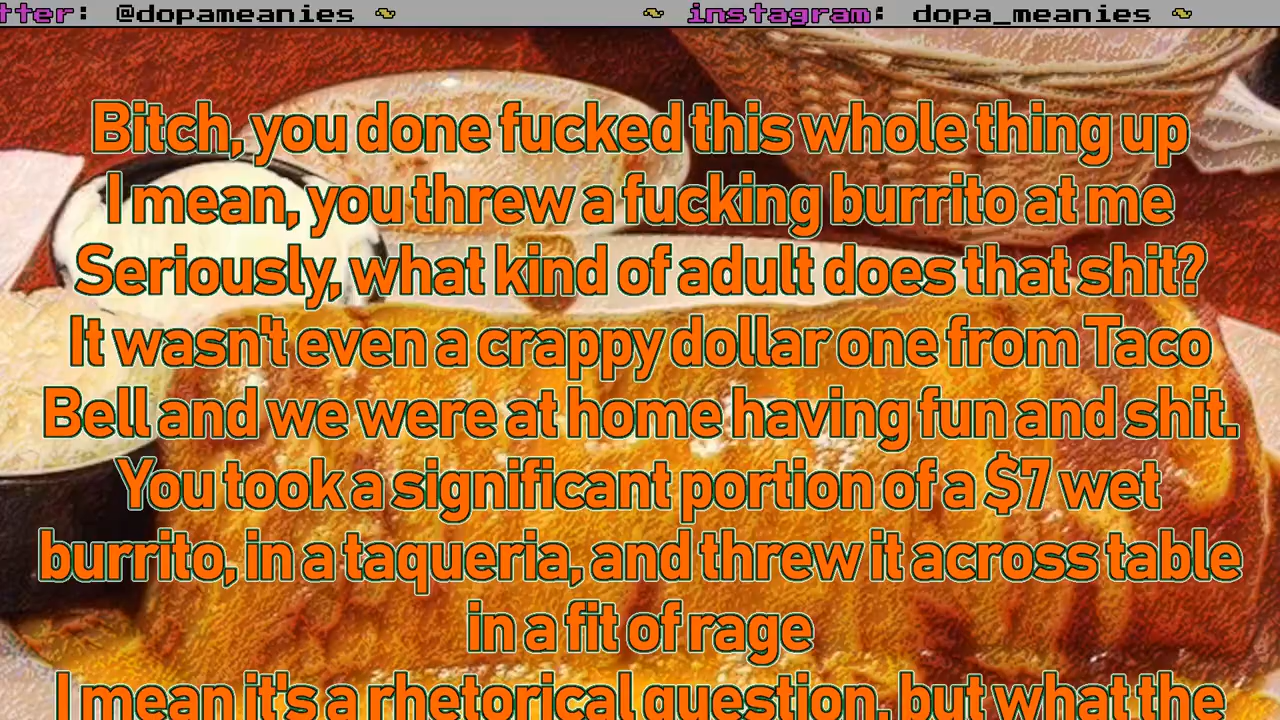 tter: @dopameanies ~ ~ instagram: dopa_meanies ~
Bitch, you done fucked this whole thing up
I mean, you threw a fucking burrito at me
Seriously, what kind of adult does that shit?
It wasn't even a crappy dollar one from Taco
Bell and we were at home having fun and shit.
You took a significant portion of a $7 wet
burrito, in a taqueria, and threw it across table
in a fit of rage
I mean it's a rhetorical question, but what the